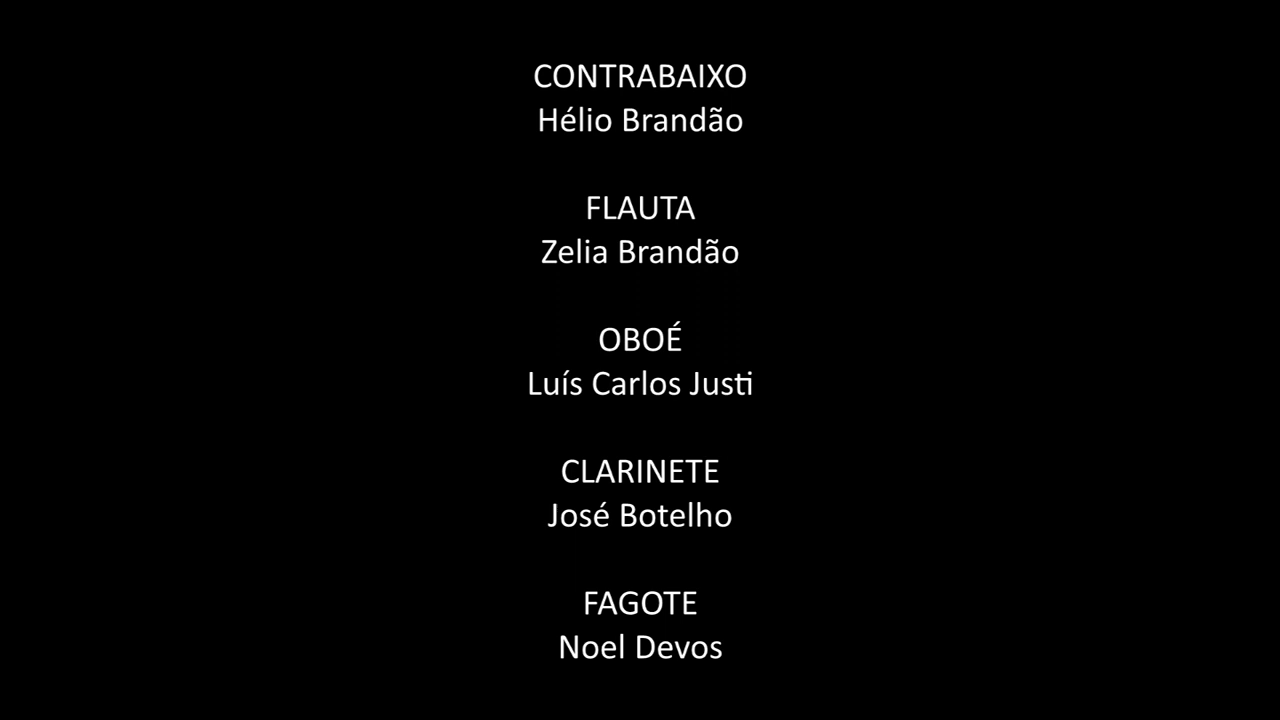 CONTRABAIXO
Hélio Brandão
FLAUTA
Zelia Brandão
OBOÉ
Luís Carlos Justi
CLARINETE
José Botelho
FAGOTE
Noel Devos